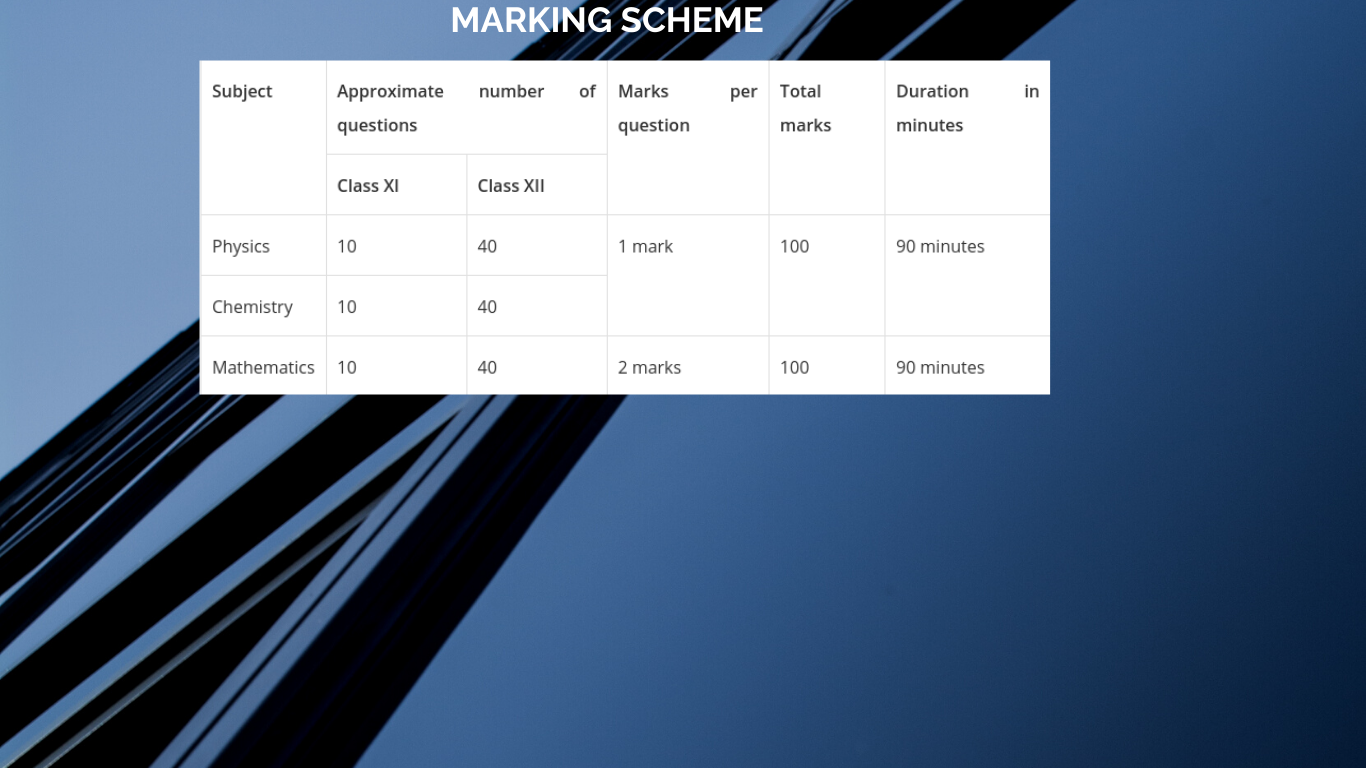 MARKING SCHEME
Subject Approximate number of Marks per Total Duration in
questions question marks minutes
Class XI Class XII
Physics 10 40 1 mark 100 90 minutes
Chemistry 10 40
Mathematics 10 40 2 marks 100 90 minutes